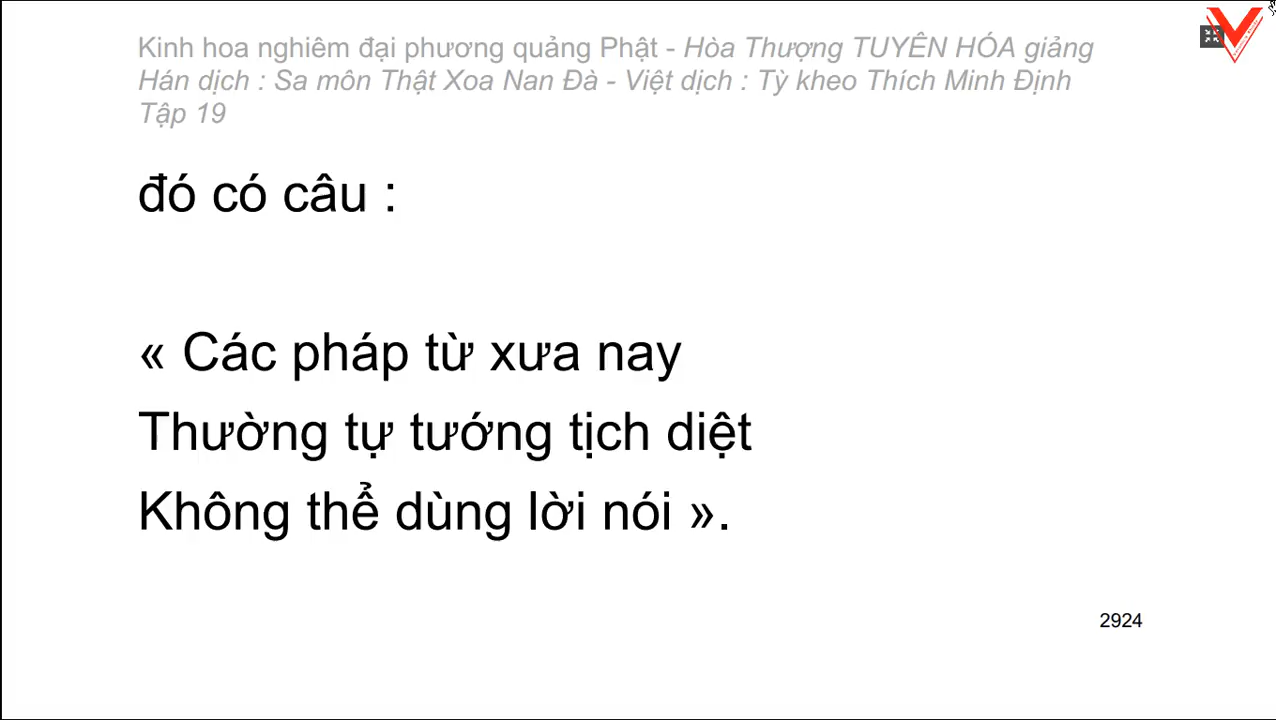 Kinh hoa nghiêm đại phương quảng Phật - Hòa Thượng TUYÊN HÓA giảng
Hán dịch : Sa môn Thật Xoa Nan Đà - Việt dịch : Tỳ kheo Thích Minh Định
Tập 19
đó có câu :
« Các pháp từ xưa nay
Thường tự tướng tịch diệt
Không thể dùng lời nói ».
2924